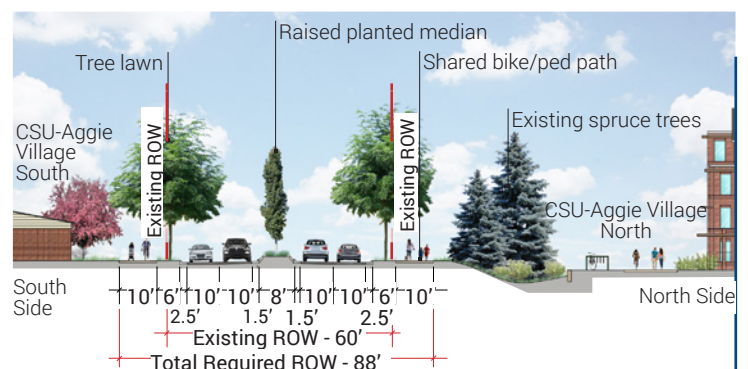 Raised planted median
Tree lawn
Shared bike/ped path
Existing spruce trees
CSU-Aggie
Village
South
Existing ROW
Existing ROW
CSU-Aggie Village
North
South
Side
North Side
10’ 6’ 10’ 10’ 8’ 10’ 10’ 6’ 10’
2.5’ 1.5’ 1.5’ 2.5’
Existing ROW - 60’
Total Required ROW - 88’